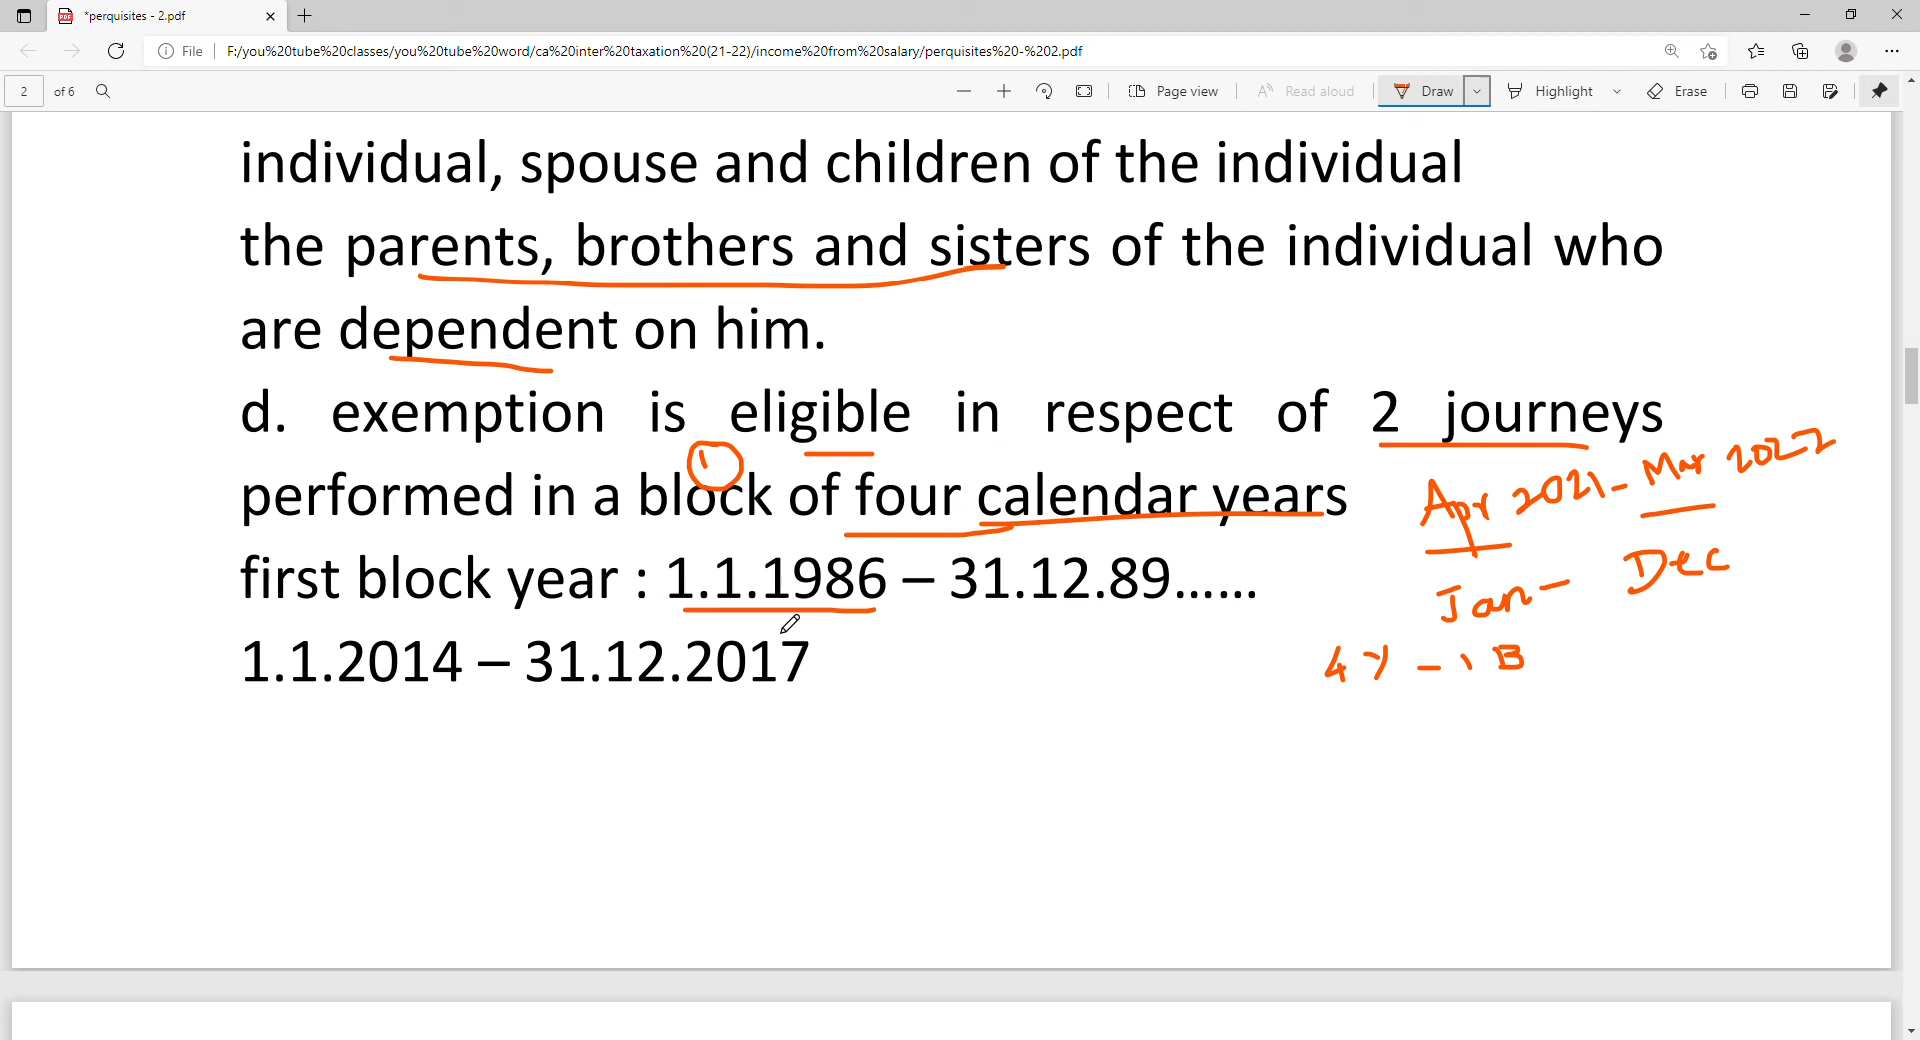 *perquisites - 2.pdf
File F:/you%20tube%20classes/you%20tube%20word/ca%20inter%20taxation%20(21-22)/income%20from%20salary/perquisites%20-%202.pdf
2 of 6 Page view Read aloud Draw Highlight Erase
individual, spouse and children of the individual
the parents, brothers and sisters of the individual who
are dependent on him.
d. exemption is eligible in respect of 2 journeys
1
performed in a block of four calendar years
Apr 2021 - Mar 2022
first block year : 1.1.1986 – 31.12.89......
Jan - Dec
1.1.2014 – 31.12.2017
4 Y - 1 B